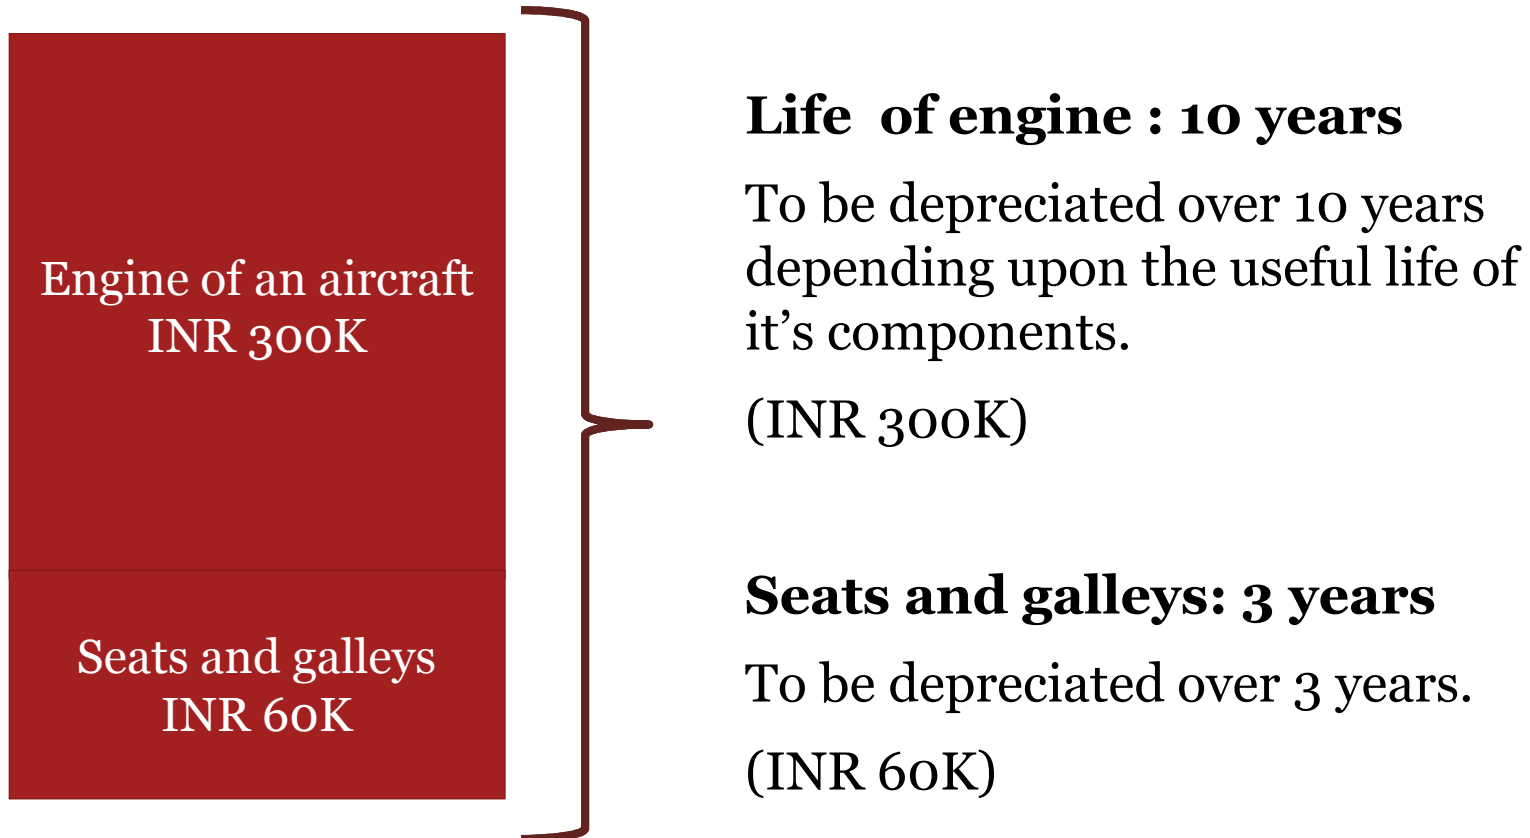 Engine of an aircraft
INR 300K
Seats and galleys
INR 60K
Life of engine : 10 years
To be depreciated over 10 years
depending upon the useful life of
it’s components.
(INR 300K)
Seats and galleys: 3 years
To be depreciated over 3 years.
(INR 60K)